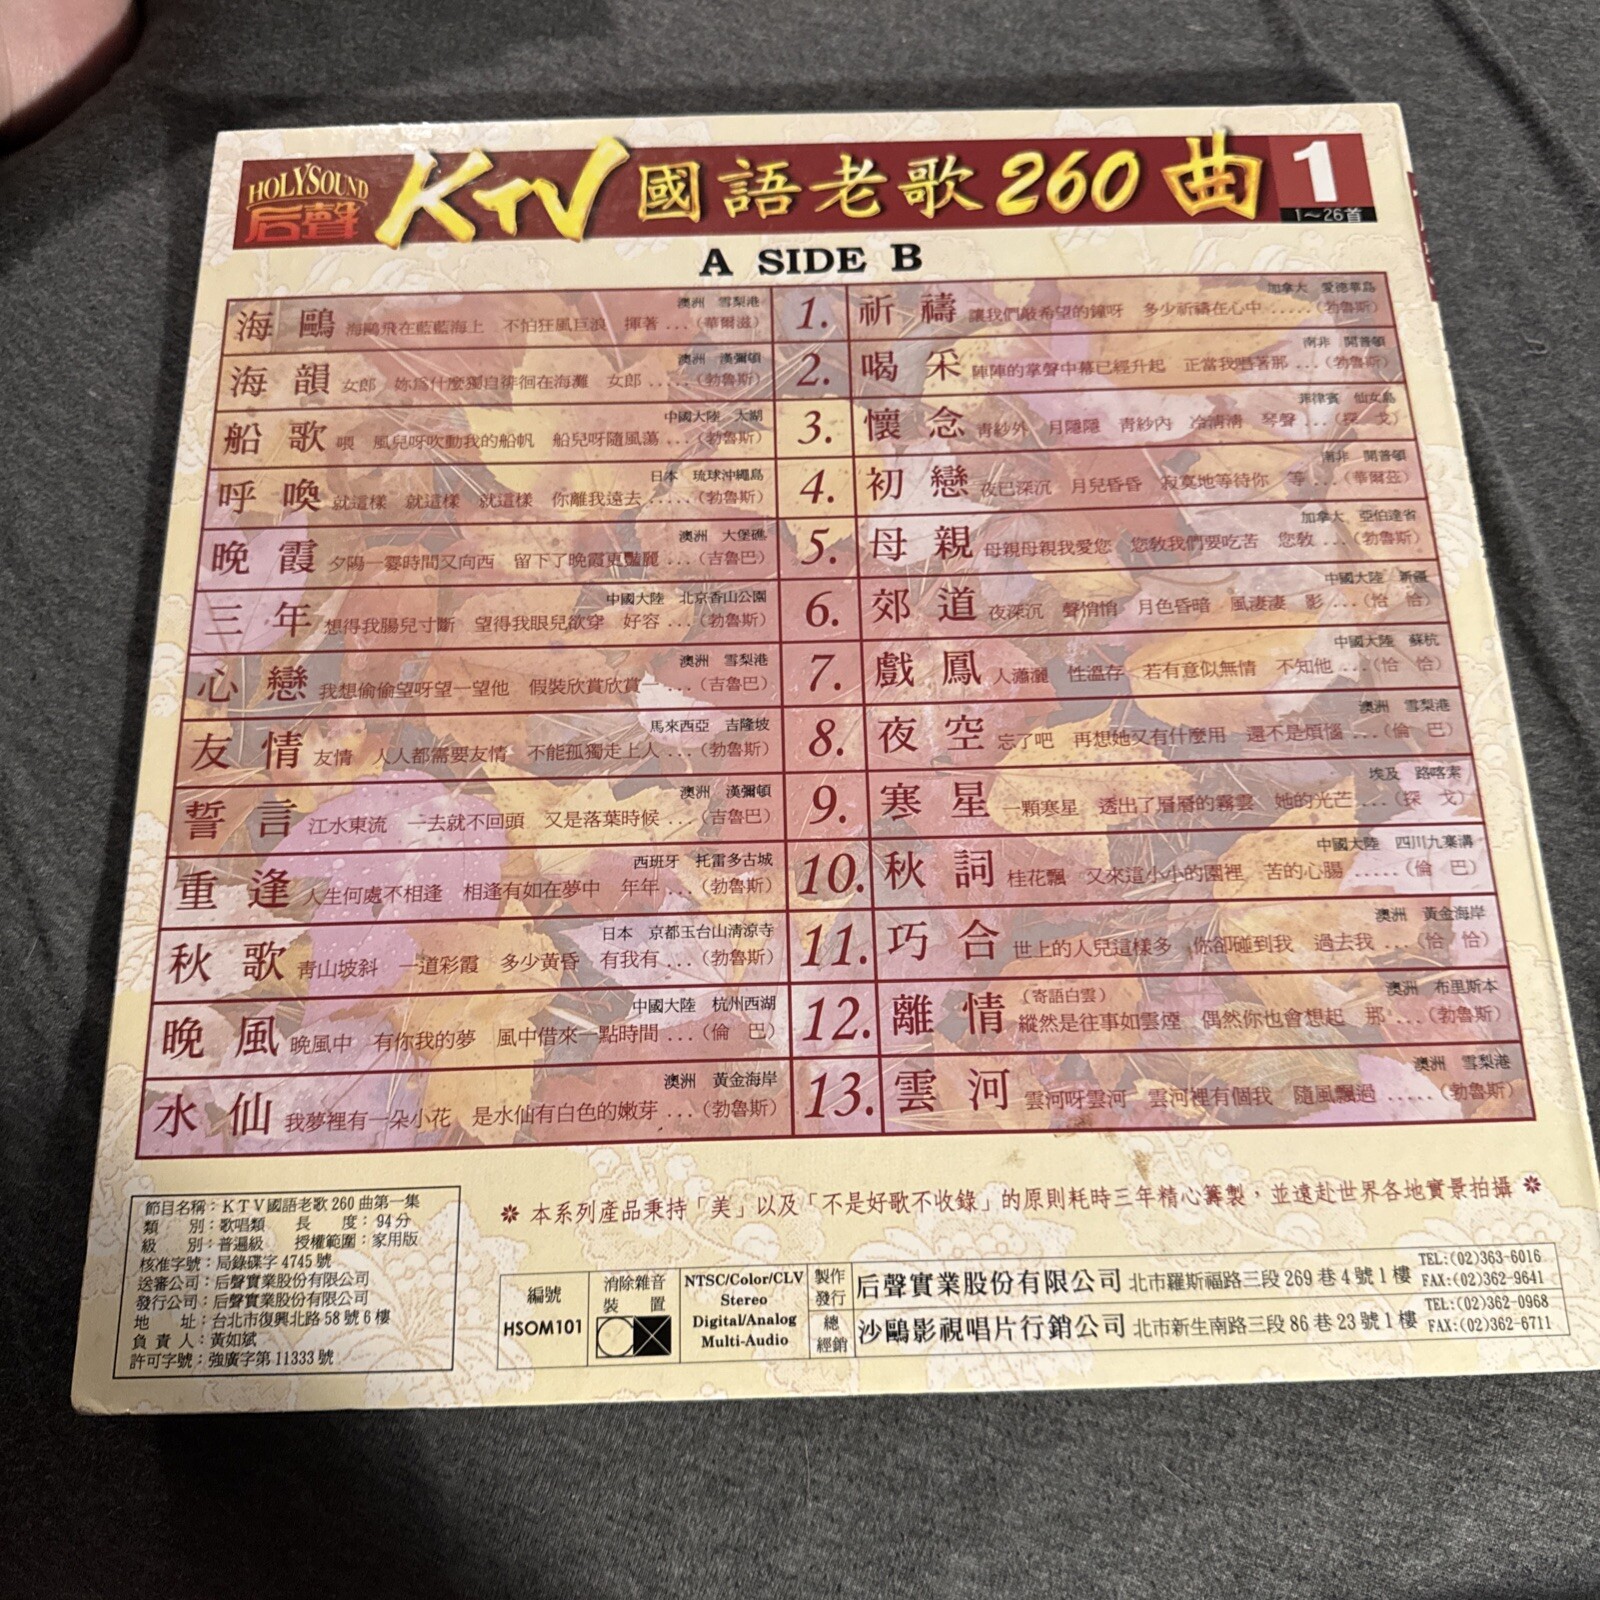 HOLYSOUND
后聲
KTV 國語老歌260曲 1
1～26首
A SIDE B
澳洲 雪梨港
海鷗 海鷗飛在藍藍海上 不怕狂風巨浪 揮著...(華爾滋)
1.
加拿大 愛德華島
祈禱 讓我們敲希望的鐘呀 多少祈禱在心中.....(勃魯斯)
澳洲 漢彌頓
海韻 女郎 妳為什麼獨自徘徊在海灘 女郎.....(勃魯斯)
2.
南非 開普頓
喝采 陣陣的掌聲中幕已經升起 正當我唱著那...(勃魯斯)
中國大陸 太湖
船歌 喂 風兒呀吹動我的船帆 船兒呀隨風蕩...(勃魯斯)
3.
菲律賓 仙女島
懷念 青紗外 月隱隱 青紗內 冷清清 琴聲...(探 戈)
日本 琉球沖繩島
呼喚 就這樣 就這樣 就這樣 你離我遠去.....(勃魯斯)
4.
南非 開普頓
初戀 夜已深沉 月兒昏昏 寂寞地等待你 等...(華爾茲)
澳洲 大堡礁
晚霞 夕陽一霎時間又向西 留下了晚霞更豔麗...(吉魯巴)
5.
加拿大 亞伯達省
母親 母親母親我愛您 您教我們要吃苦 您教...(勃魯斯)
中國大陸 北京香山公園
三年 想得我腸兒寸斷 望得我眼兒欲穿 好容...(勃魯斯)
6.
中國大陸 新疆
郊道 夜深沉 聲悄悄 月色昏暗 風淒淒 影...(恰 恰)
澳洲 雪梨港
心戀 我想偷偷望呀望一望他 假裝欣賞欣賞一...(吉魯巴)
7.
中國大陸 蘇杭
戲鳳 人瀟灑 性溫存 若有意似無情 不知他...(恰 恰)
馬來西亞 吉隆坡
友情 友情 人人都需要友情 不能孤獨走上人...(勃魯斯)
8.
澳洲 雪梨港
夜空 忘了吧 再想她又有什麼用 還不是煩惱...(倫 巴)
澳洲 漢彌頓
誓言 江水東流 一去就不回頭 又是落葉時候...(吉魯巴)
9.
埃及 路喀索
寒星 一顆寒星 透出了層層的霧雲 她的光芒...(探 戈)
西班牙 托雷多古城
重逢 人生何處不相逢 相逢有如在夢中 年年...(勃魯斯)
10.
中國大陸 四川九寨溝
秋詞 桂花飄 又來這小小的園裡 苦的心腸.....(倫 巴)
日本 京都玉台山清涼寺
秋歌 青山坡斜 一道彩霞 多少黃昏 有我有...(勃魯斯)
11.
澳洲 黃金海岸
巧合 世上的人兒這樣多 你卻碰到我 過去我...(恰 恰)
中國大陸 杭州西湖
晚風 晚風中 有你我的夢 風中借來一點時間...(倫 巴)
12.
(寄語白雲) 澳洲 布里斯本
離情 縱然是往事如雲煙 偶然你也會想起 那...(勃魯斯)
澳洲 黃金海岸
水仙 我夢裡有一朵小花 是水仙有白色的嫩芽...(勃魯斯)
13.
澳洲 雪梨港
雲河 雲河呀雲河 雲河裡有個我 隨風飄過.....(勃魯斯)
本系列產品秉持「美」以及「不是好歌不收錄」的原則耗時三年精心籌製，並遠赴世界各地實景拍攝
節目名稱：KTV國語老歌260曲第一集
類 別：歌唱類 長 度：94分
級 別：普遍級 授權範圍：家用版
核准字號：局錄碟字4745號
送審公司：后聲實業股份有限公司
發行公司：后聲實業股份有限公司
地 址：台北市復興北路58號6樓
負責人：黃如斌
許可字號：強廣字第11333號
編號
HSOM101
消除雜音
裝 置
NTSC/Color/CLV
Stereo
Digital/Analog
Multi-Audio
製作
發行
后聲實業股份有限公司 北市羅斯福路三段269巷4號1樓
TEL:(02)363-6016
FAX:(02)362-9641
總
經銷
沙鷗影視唱片行銷公司 北市新生南路三段86巷23號1樓
TEL:(02)362-0968
FAX:(02)362-6711